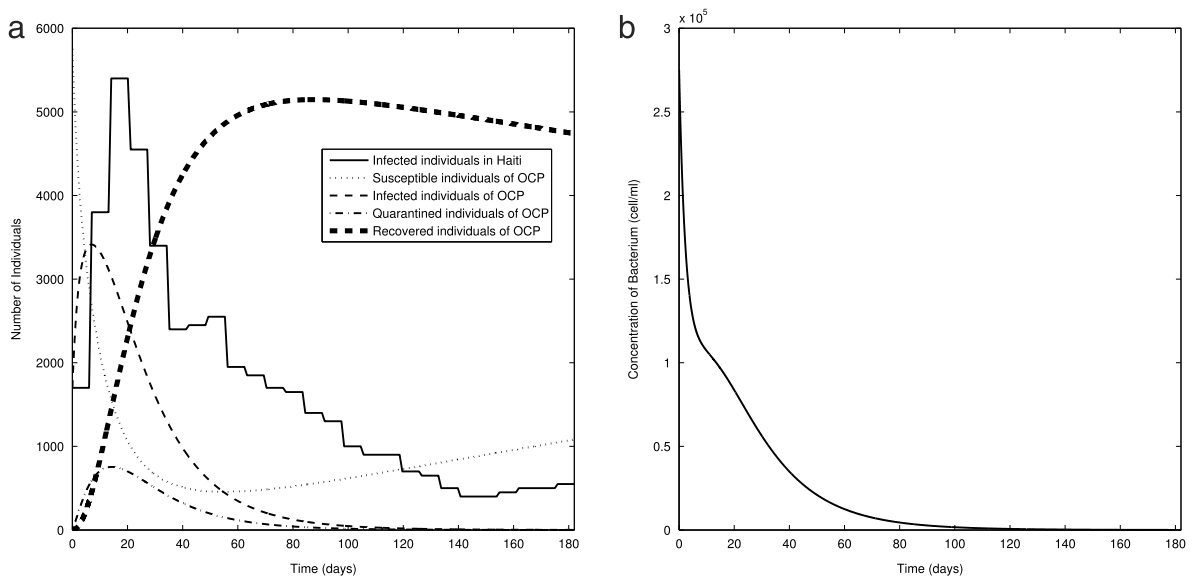 a
6000
5000
4000
3000
2000
1000
0
Number of Individuals
Infected individuals in Haiti
Susceptible individuals of OCP
Infected individuals of OCP
Quarantined individuals of OCP
Recovered individuals of OCP
0 20 40 60 80 100 120 140 160 180
Time (days)
b
x 10⁵
3
2.5
2
1.5
1
0.5
0
Concentration of Bacterium (cell/ml)
0 20 40 60 80 100 120 140 160 180
Time (days)